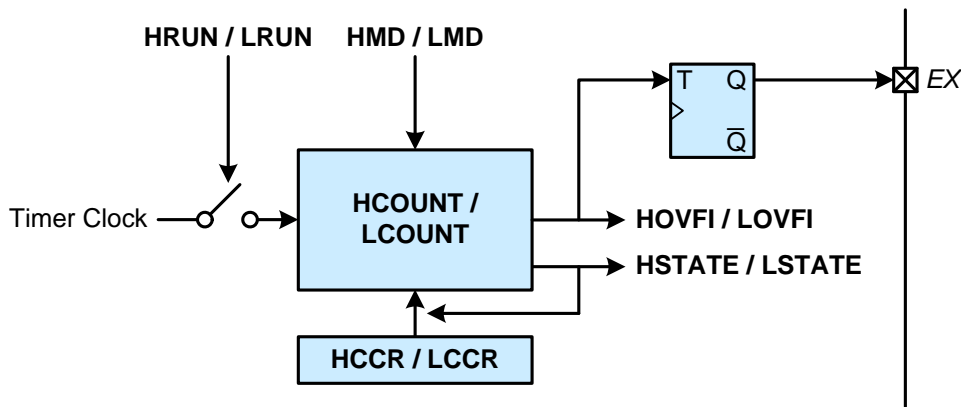 HRUN / LRUN
HMD / LMD
T Q
Q̅
EX
Timer Clock
HCOUNT /
LCOUNT
HOVFI / LOVFI
HSTATE / LSTATE
HCCR / LCCR